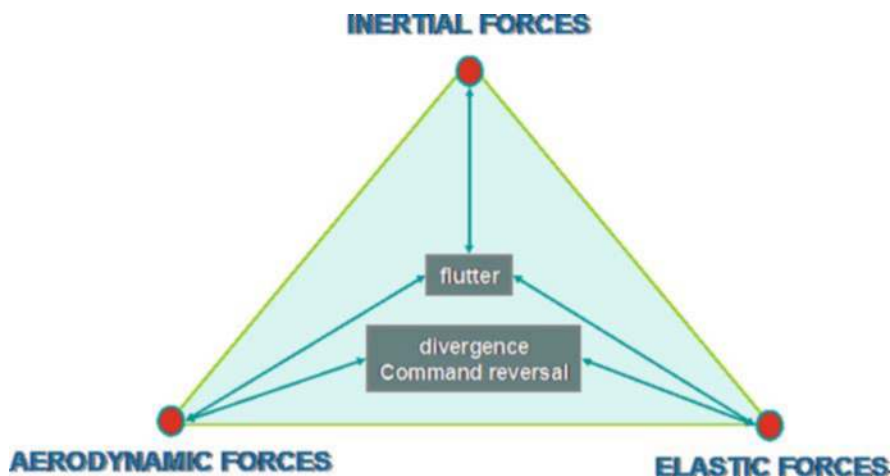 INERTIAL FORCES
flutter
divergence
Command reversal
AERODYNAMIC FORCES
ELASTIC FORCES